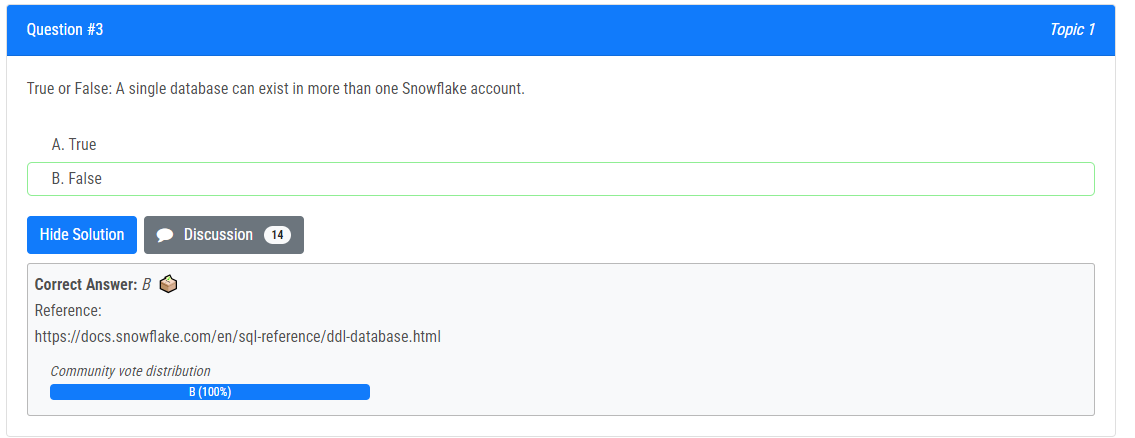 Question #3 Topic 1
True or False: A single database can exist in more than one Snowflake account.
A. True
B. False
Hide Solution Discussion 14
Correct Answer: B
Reference:
https://docs.snowflake.com/en/sql-reference/ddl-database.html
Community vote distribution
B (100%)